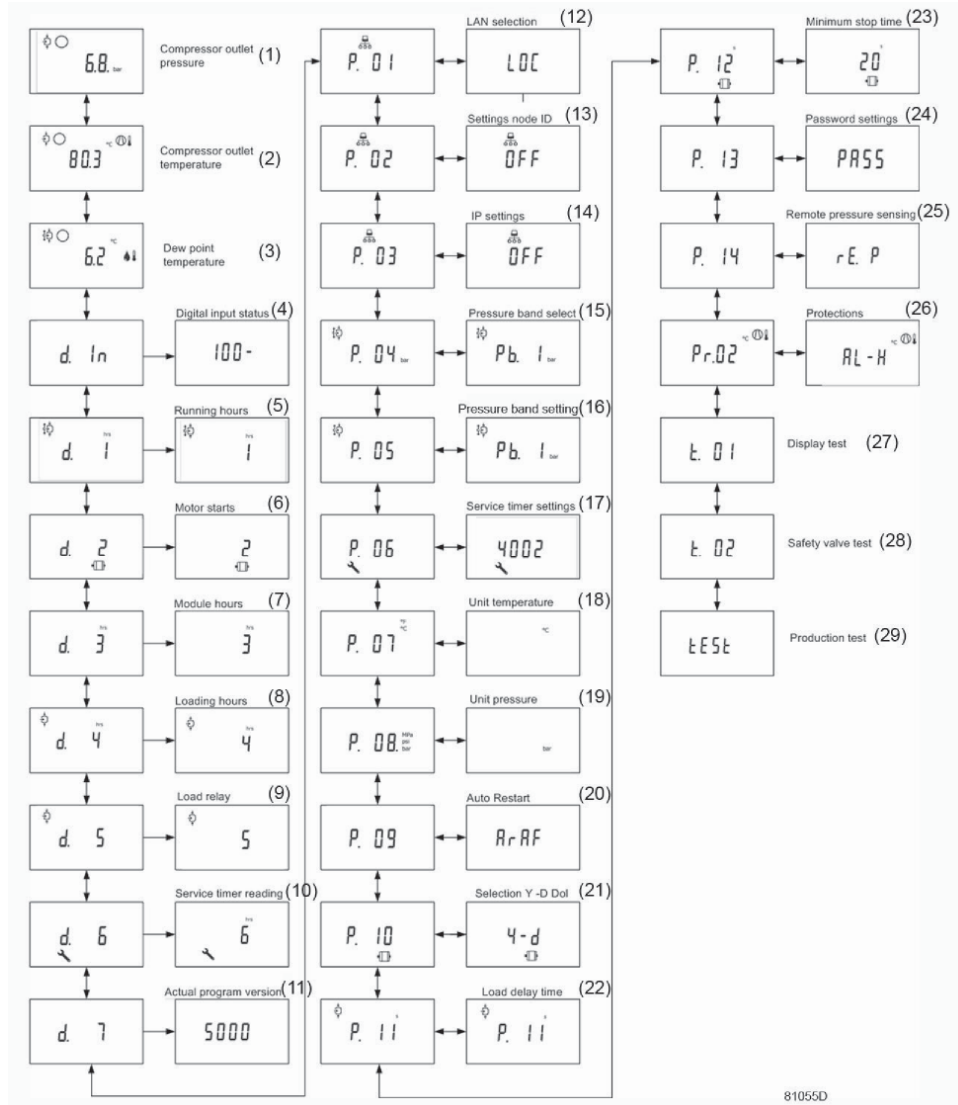 Compressor outlet
pressure
(1)
6.8. bar
Compressor outlet
temperature
(2)
80.3 °C
Dew point
temperature
(3)
6.2 °C
Digital input status (4)
d. In
100-
Running hours (5)
d. 1 hrs
1 hrs
Motor starts (6)
d. 2
2
Module hours (7)
d. 3 hrs
3 hrs
Loading hours (8)
d. 4 hrs
4 hrs
Load relay (9)
d. 5
5
Service timer reading (10)
d. 6
6 hrs
Actual program version (11)
d. 7
5000
LAN selection (12)
P. 01
LOC
Settings node ID (13)
P. 02
OFF
IP settings (14)
P. 03
OFF
Pressure band select (15)
P. 04 bar
Pb. 1 bar
Pressure band setting (16)
P. 05
Pb. 1 bar
Service timer settings (17)
P. 06
4002
Unit temperature (18)
P. 07 °F °C
°C
Unit pressure (19)
P. 08. MPa psi bar
bar
Auto Restart (20)
P. 09
ArAF
Selection Y -D Dol (21)
P. 10
Y-d
Load delay time (22)
P. 11 s
P. 11 s
Minimum stop time (23)
P. 12 s
20 s
Password settings (24)
P. 13
PASS
Remote pressure sensing (25)
P. 14
rE. P
Protections (26)
Pr.02 °C
AL-H °C
t. 01
Display test (27)
t. 02
Safety valve test (28)
tESt
Production test (29)
81055D